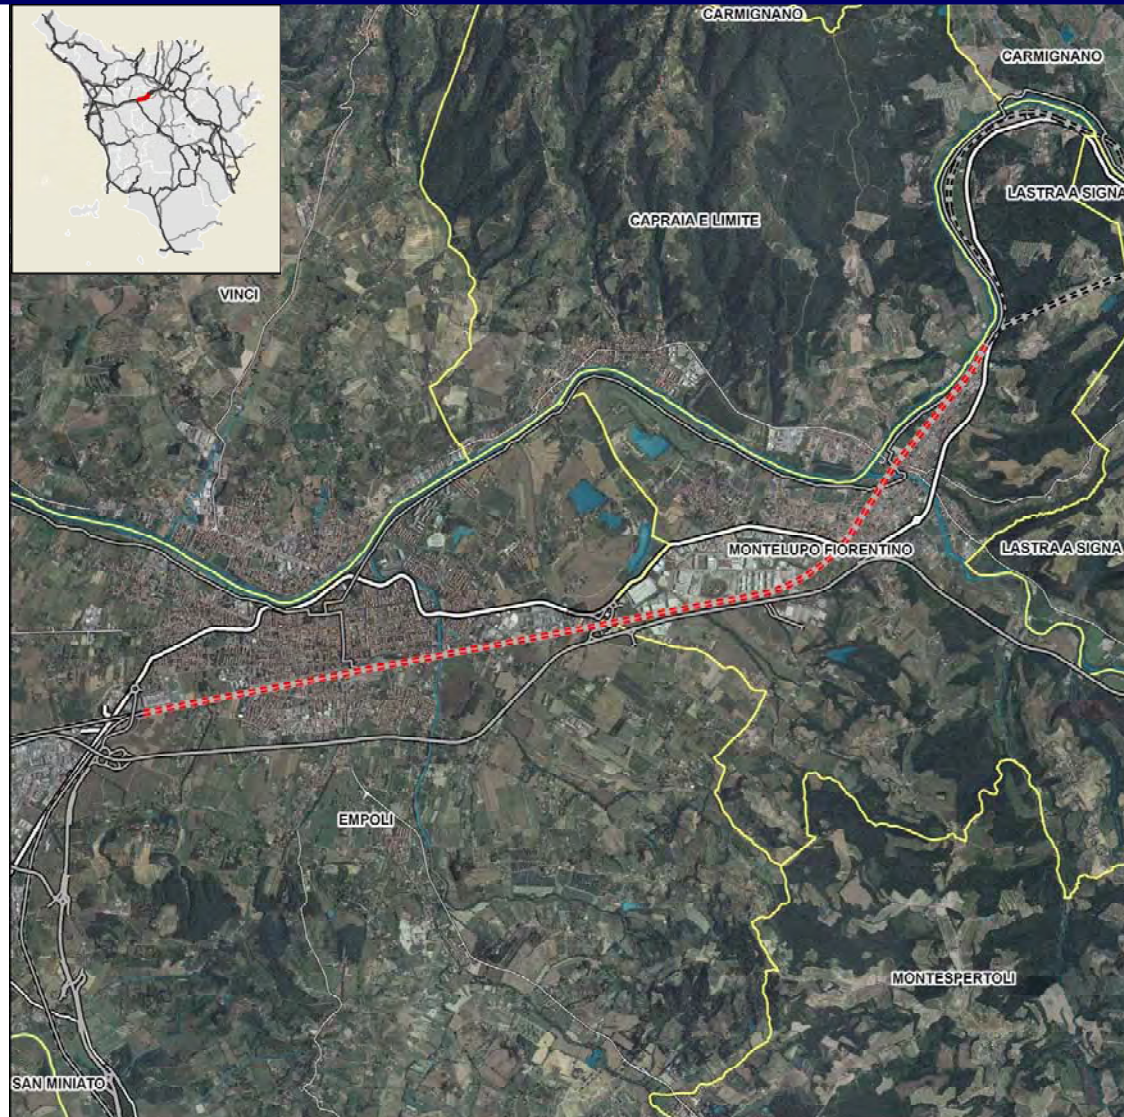 CARMIGNANO
CARMIGNANO
LASTRA A SIGNA
CAPRAIA E LIMITE
VINCI
MONTELUPO FIORENTINO
LASTRA A SIGNA
EMPOLI
MONTESPERTOLI
SAN MINIATO